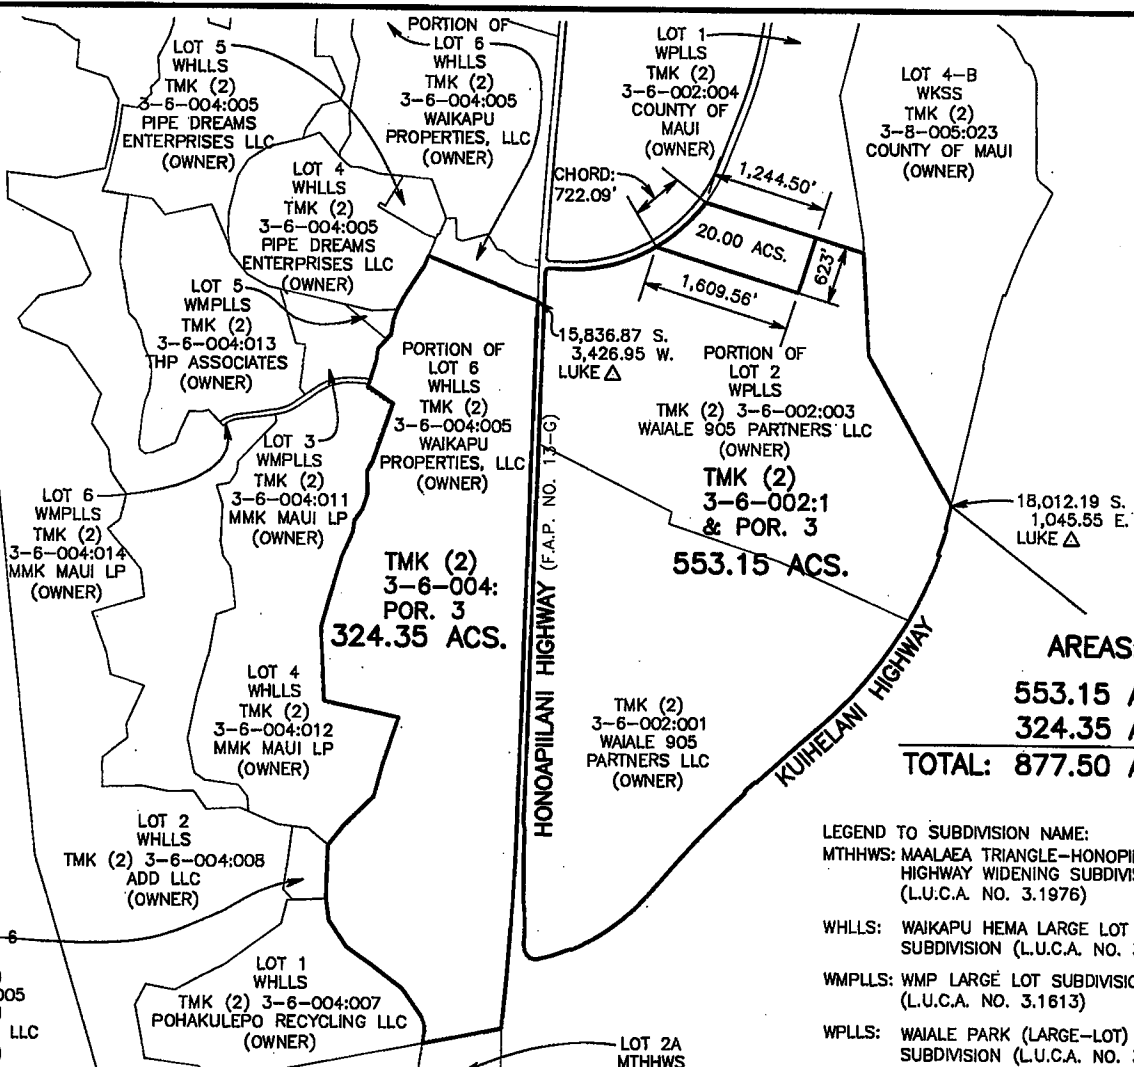 LOT 5
WHLLS
TMK (2)
3-6-004:005
PIPE DREAMS
ENTERPRISES LLC
(OWNER)
PORTION OF
LOT 6
WHLLS
TMK (2)
3-6-004:005
WAIKAPU
PROPERTIES, LLC
(OWNER)
LOT 1
WPLLS
TMK (2)
3-6-002:004
COUNTY OF
MAUI
(OWNER)
LOT 4-B
WKSS
TMK (2)
3-8-005:023
COUNTY OF MAUI
(OWNER)
LOT 4
WHLLS
TMK (2)
3-6-004:005
PIPE DREAMS
ENTERPRISES LLC
(OWNER)
CHORD:
722.09'
1,244.50'
20.00 ACS.
623'
1,609.56'
LOT 5
WMPLLS
TMK (2)
3-6-004:013
THP ASSOCIATES
(OWNER)
15,836.87 S.
3,426.95 W.
LUKE △
PORTION OF
LOT 6
WHLLS
TMK (2)
3-6-004:005
WAIKAPU
PROPERTIES, LLC
(OWNER)
PORTION OF
LOT 2
WPLLS
TMK (2) 3-6-002:003
WAIALE 905 PARTNERS LLC
(OWNER)
TMK (2)
3-6-002:1
& POR. 3
553.15 ACS.
LOT 3
WMPLLS
TMK (2)
3-6-004:011
MMK MAUI LP
(OWNER)
LOT 6
WMPLLS
TMK (2)
3-6-004:014
MMK MAUI LP
(OWNER)
18,012.19 S.
1,045.55 E.
LUKE △
TMK (2)
3-6-004:
POR. 3
324.35 ACS.
HONOAPIILANI HIGHWAY (F.A.P. NO. 13-G)
KUIHELANI HIGHWAY
LOT 4
WHLLS
TMK (2)
3-6-004:012
MMK MAUI LP
(OWNER)
TMK (2)
3-6-002:001
WAIALE 905
PARTNERS LLC
(OWNER)
AREAS
553.15 A
324.35 A
TOTAL: 877.50 A
LOT 2
WHLLS
TMK (2) 3-6-004:008
ADD LLC
(OWNER)
6
005
LLC
LOT 1
WHLLS
TMK (2) 3-6-004:007
POHAKULEPO RECYCLING LLC
(OWNER)
LOT 2A
MTHHWS
LEGEND TO SUBDIVISION NAME:
MTHHWS: MAALAEA TRIANGLE-HONOPII
HIGHWAY WIDENING SUBDIVIS
(L.U.C.A. NO. 3.1976)
WHLLS: WAIKAPU HEMA LARGE LOT
SUBDIVISION (L.U.C.A. NO.
WMPLLS: WMP LARGE LOT SUBDIVISIO
(L.U.C.A. NO. 3.1613)
WPLLS: WAIALE PARK (LARGE-LOT)
SUBDIVISION (L.U.C.A. NO.